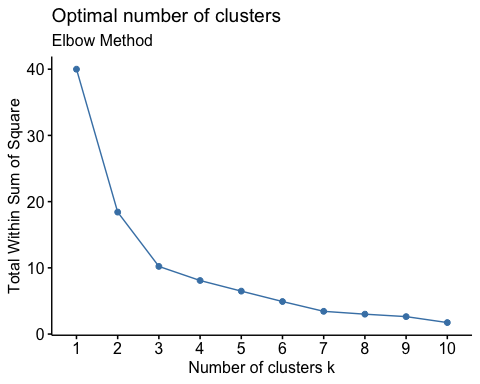 Optimal number of clusters
Elbow Method
Total Within Sum of Square
40
30
20
10
0
1 2 3 4 5 6 7 8 9 10
Number of clusters k